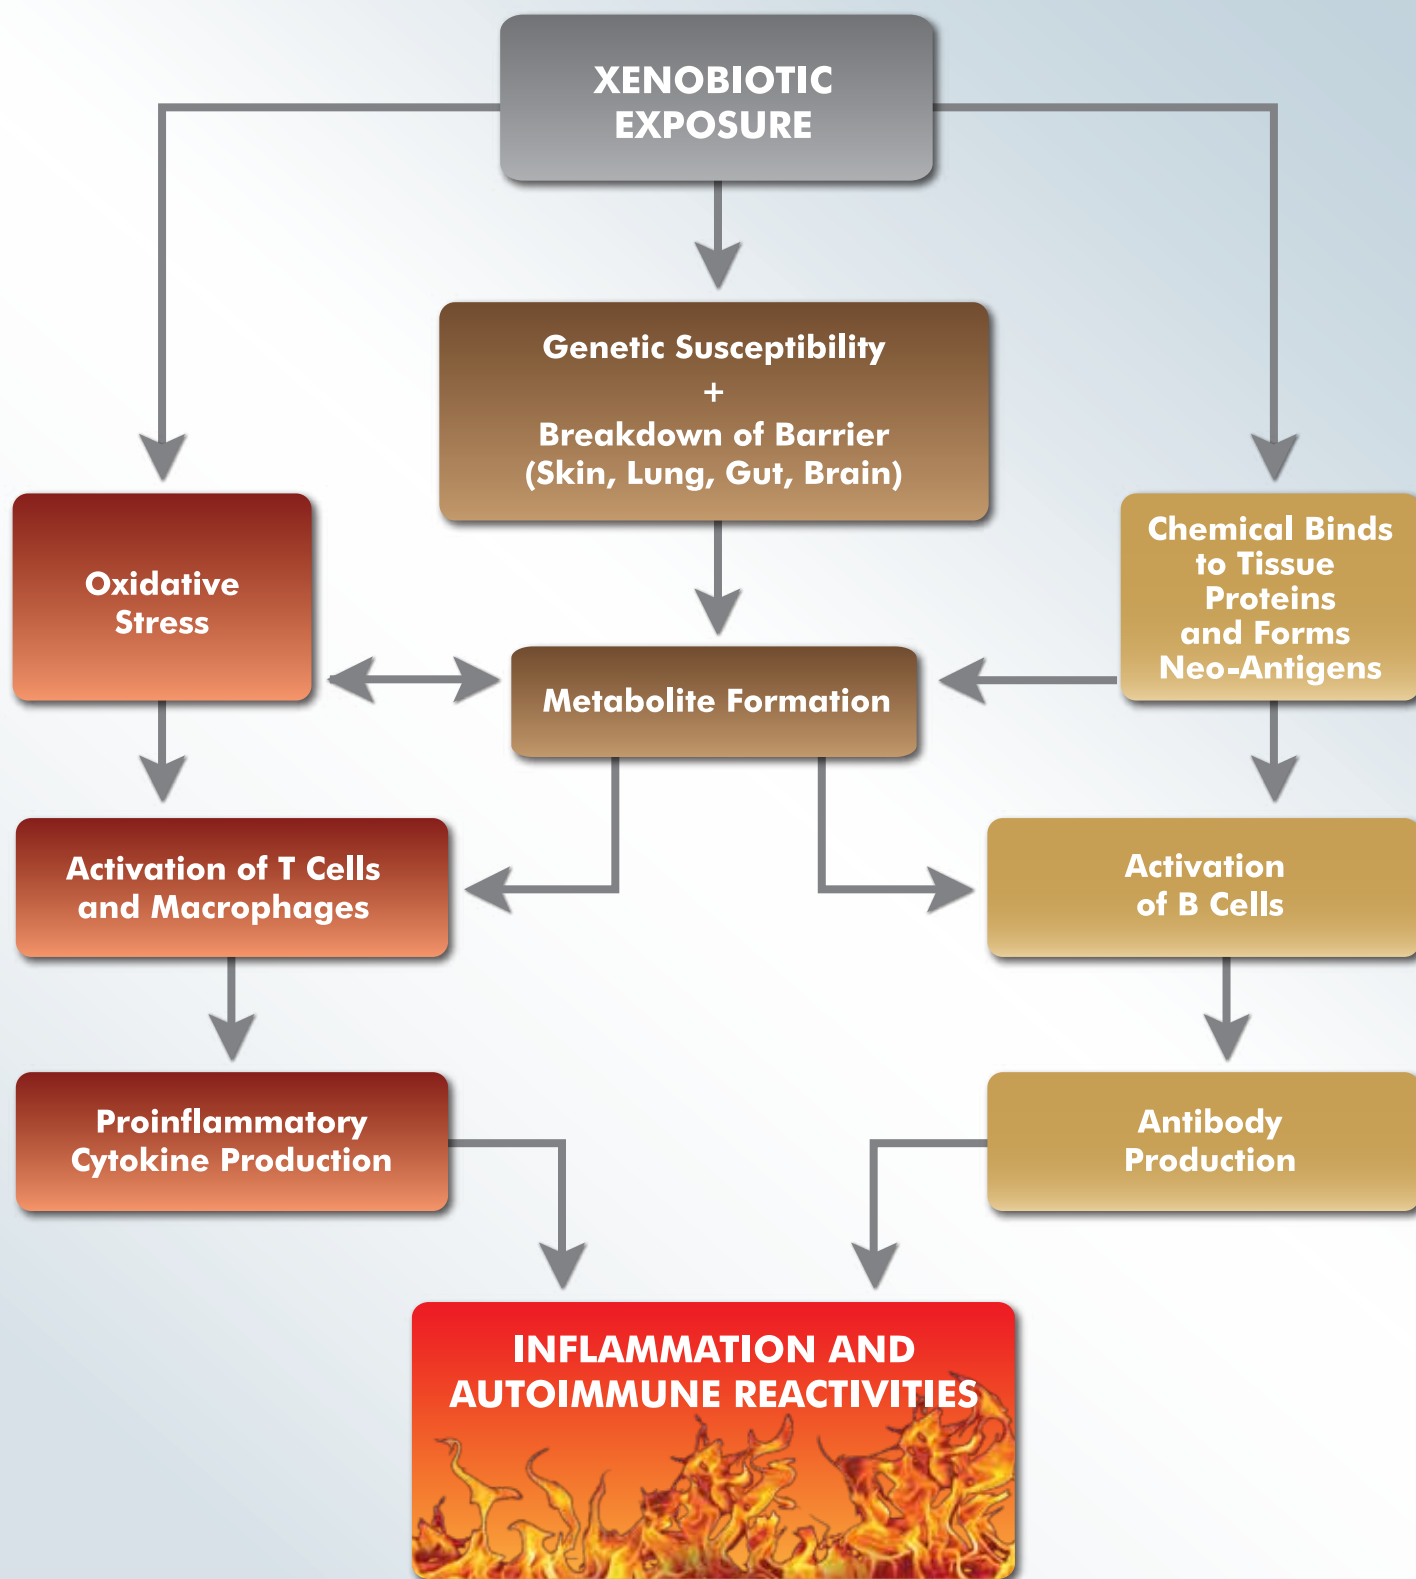 XENOBIOTIC
EXPOSURE
Genetic Susceptibility
+
Breakdown of Barrier
(Skin, Lung, Gut, Brain)
Oxidative
Stress
Chemical Binds
to Tissue
Proteins
and Forms
Neo-Antigens
Metabolite Formation
Activation of T Cells
and Macrophages
Activation
of B Cells
Proinflammatory
Cytokine Production
Antibody
Production
INFLAMMATION AND
AUTOIMMUNE REACTIVITIES